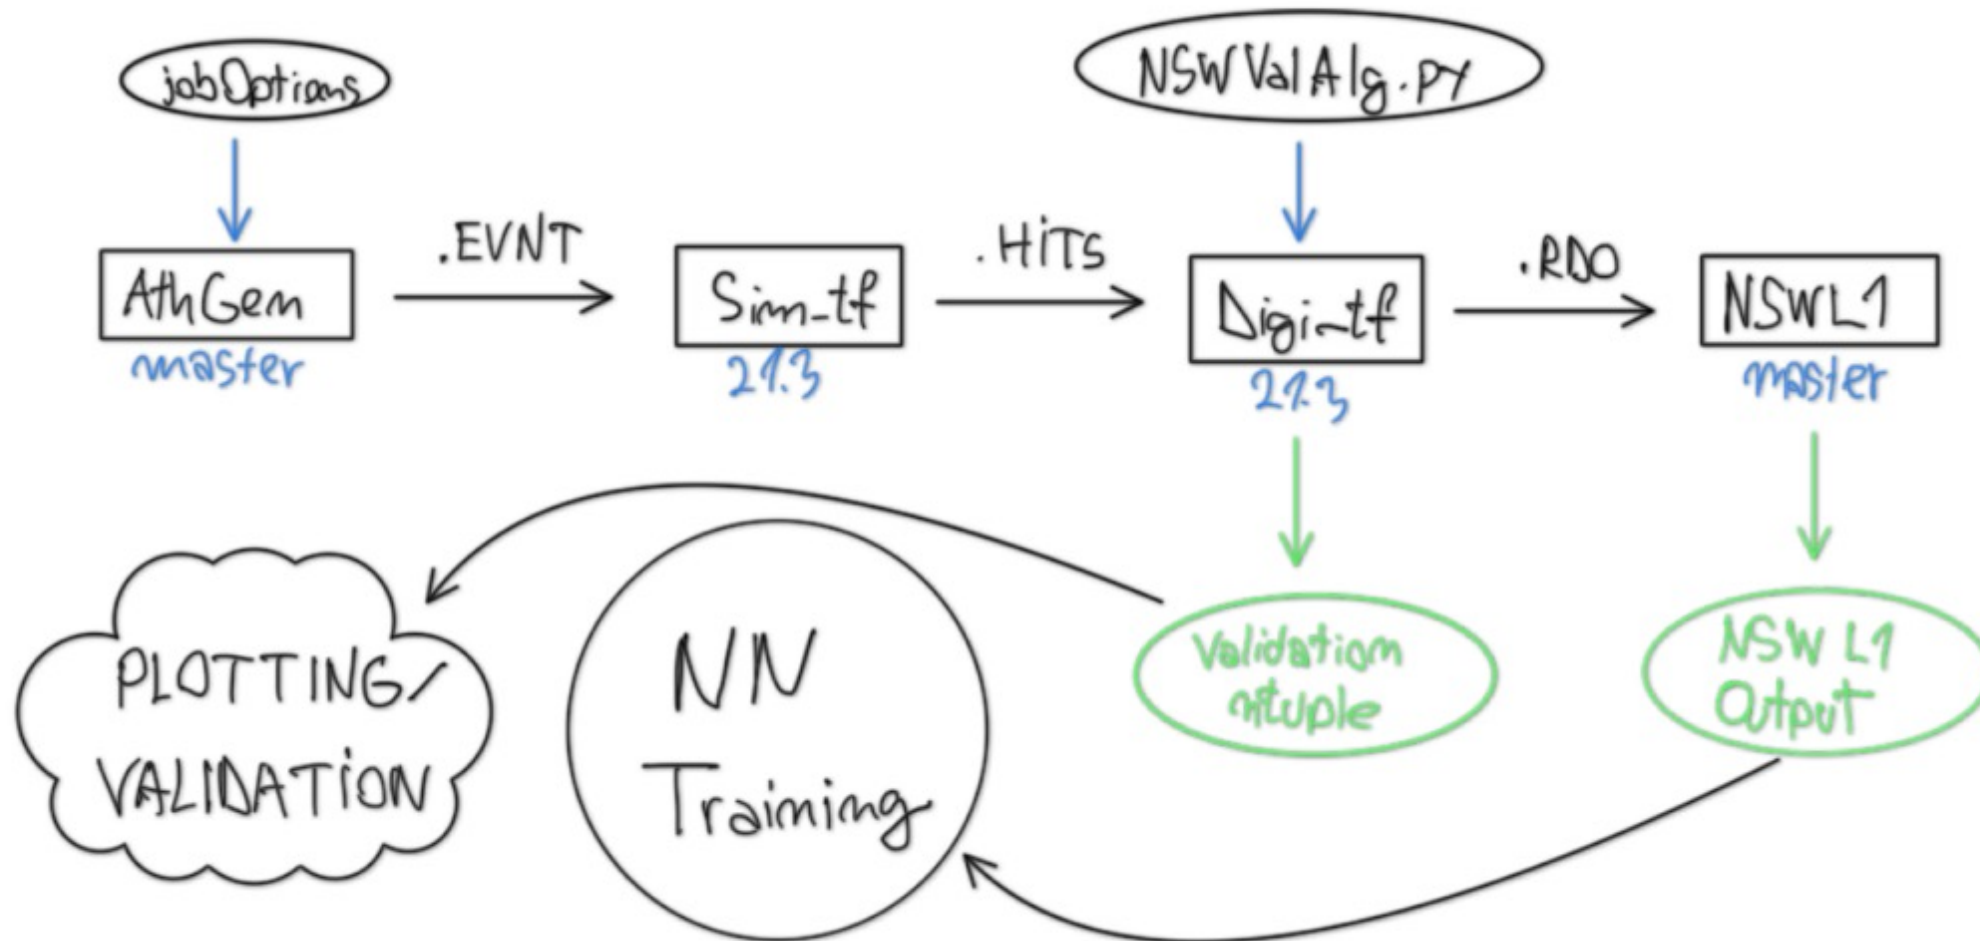 jobOptions
NSWValAlg.py
.EVNT
.HiTS
.RDO
AthGen
Sim_tf
Digi_tf
NSWL1
master
21.3
21.3
master
PLOTTING/
VALIDATiON
NN
Training
Validation
ntuple
NSW L1
Output